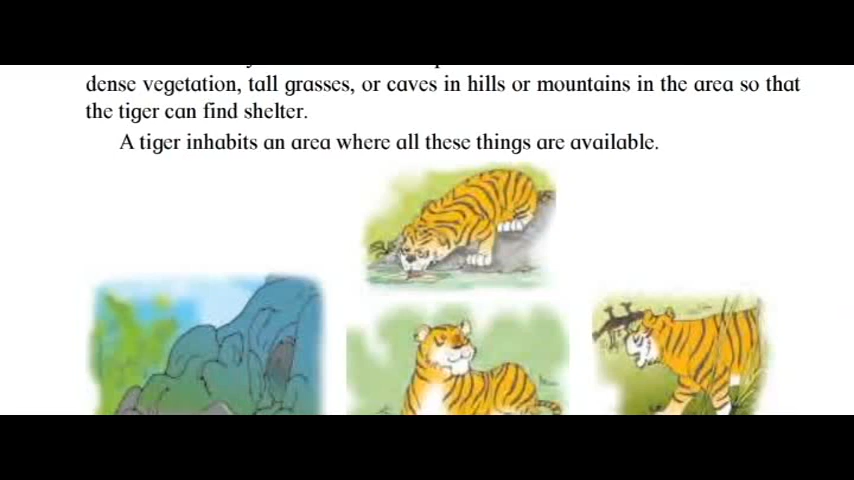 dense vegetation, tall grasses, or caves in hills or mountains in the area so that
the tiger can find shelter.
A tiger inhabits an area where all these things are available.